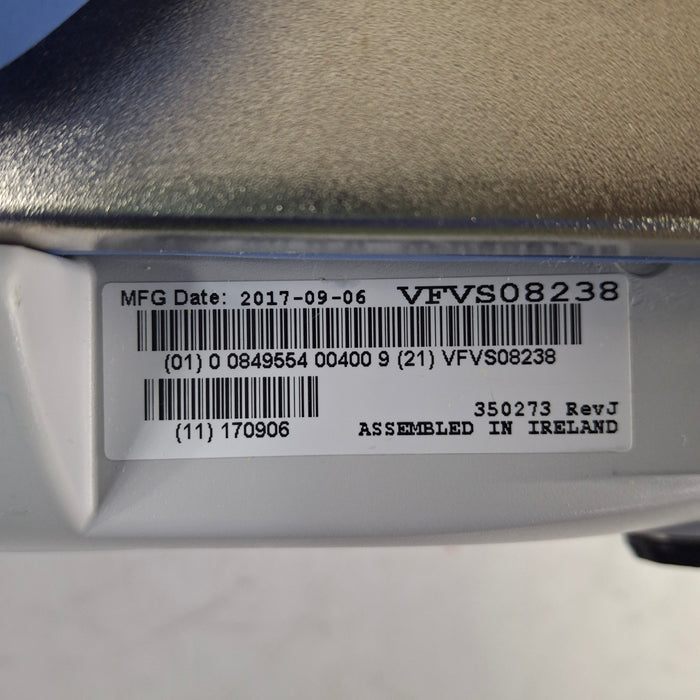 MFG Date: 2017-09-06 VFVS08238
(01) 0 0849554 00400 9 (21) VFVS08238
(11) 170906
350273 RevJ
ASSEMBLED IN IRELAND